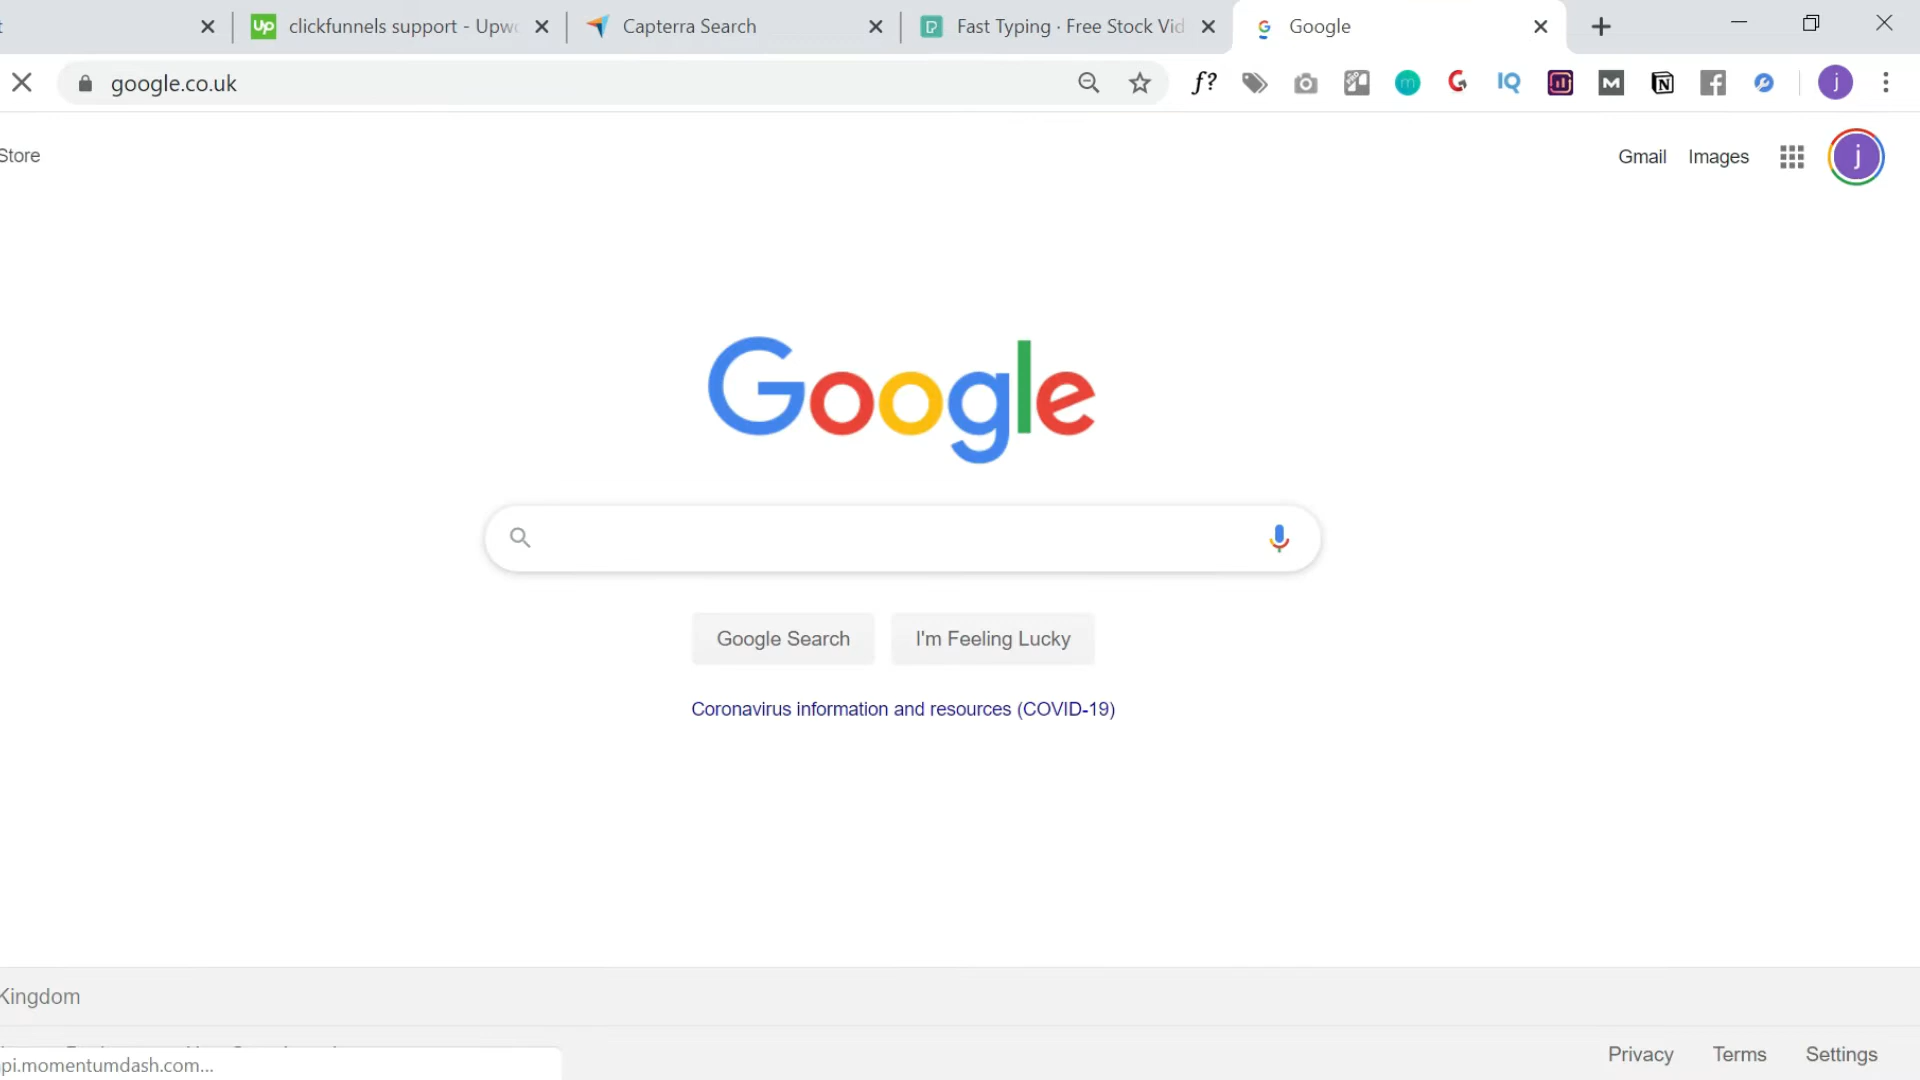 clickfunnels support - Upwo
Capterra Search
Fast Typing · Free Stock Vid
Google
google.co.uk
f?
IQ
M
j
Store
Gmail
Images
j
Google
Google Search
I'm Feeling Lucky
Coronavirus information and resources (COVID-19)
Kingdom
pi.momentumdash.com...
Privacy
Terms
Settings